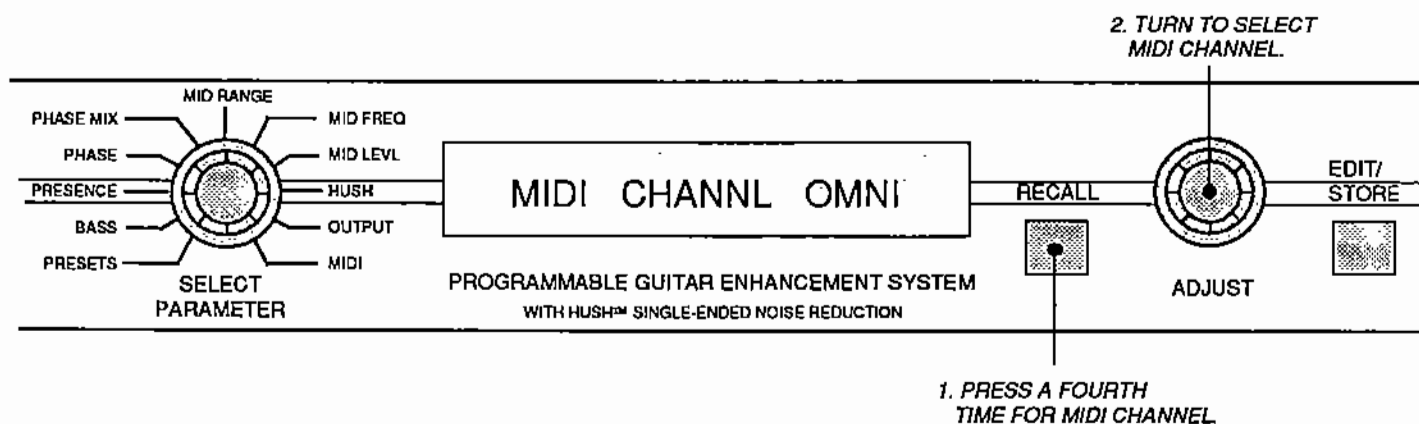 2. TURN TO SELECT
MIDI CHANNEL.
MID RANGE
PHASE MIX
MID FREQ
PHASE
MID LEVL
PRESENCE
HUSH
BASS
OUTPUT
PRESETS
MIDI
SELECT
PARAMETER
MIDI CHANNL OMNI
PROGRAMMABLE GUITAR ENHANCEMENT SYSTEM
WITH HUSH™ SINGLE-ENDED NOISE REDUCTION
RECALL
ADJUST
EDIT/
STORE
1. PRESS A FOURTH
TIME FOR MIDI CHANNEL.